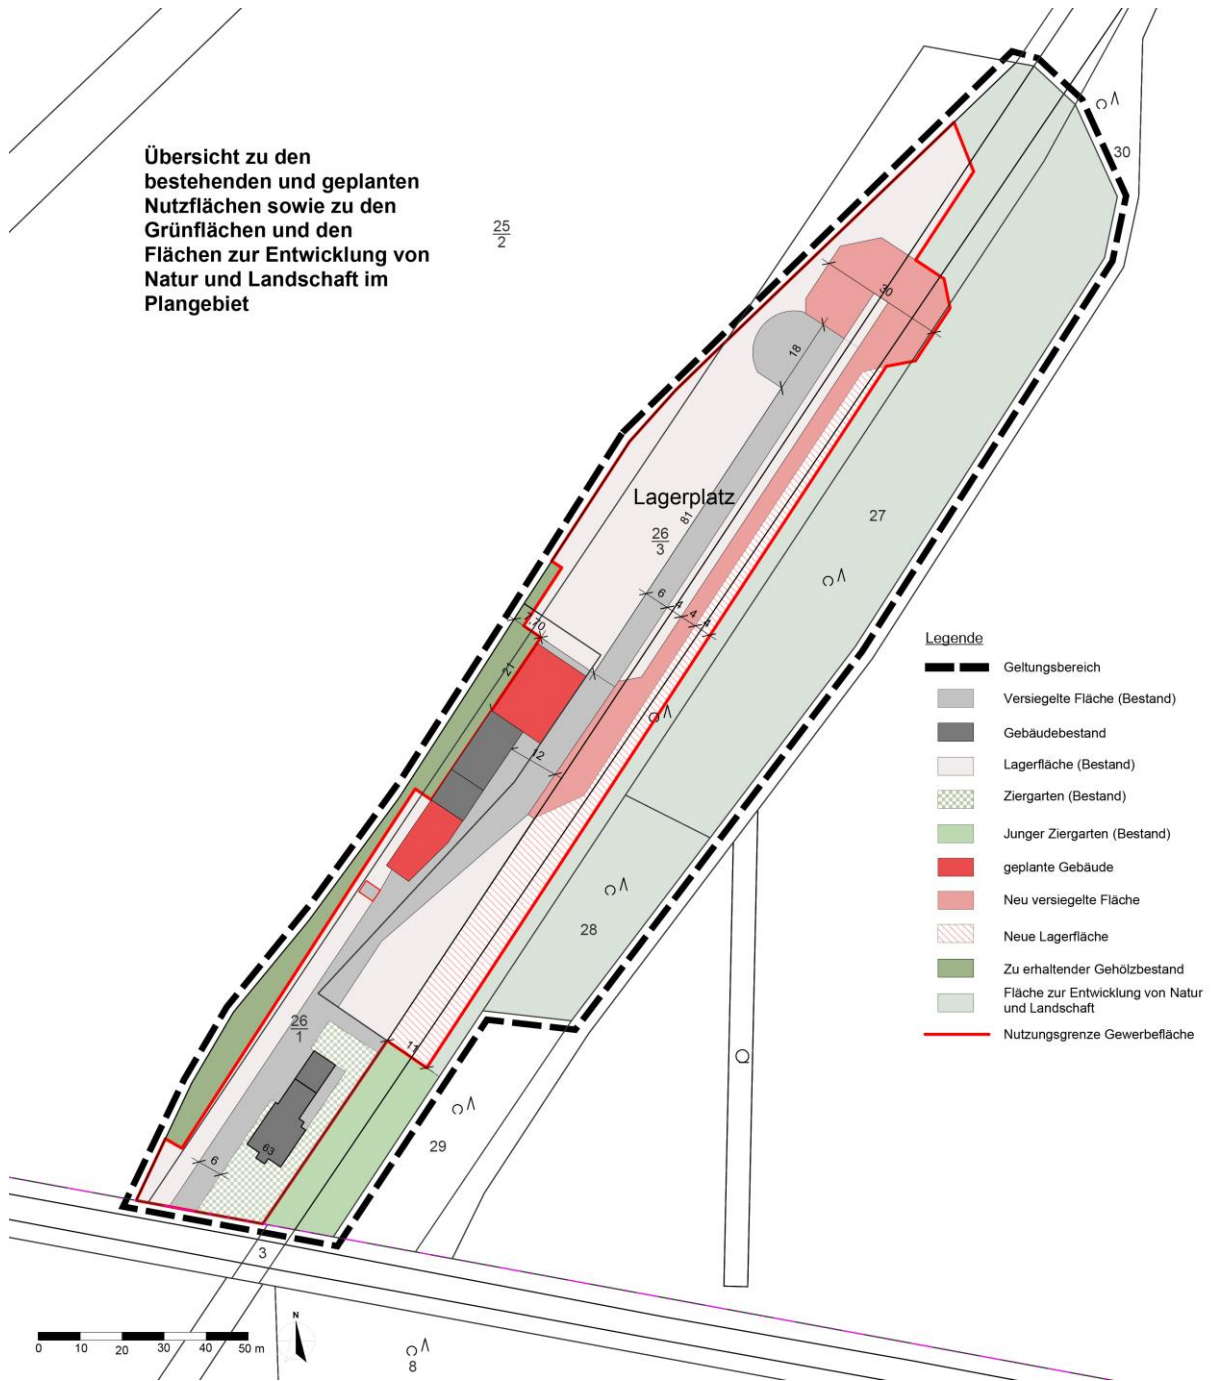 Übersicht zu den
bestehenden und geplanten
Nutzflächen sowie zu den
Grünflächen und den
Flächen zur Entwicklung von
Natur und Landschaft im
Plangebiet
25
2
30
30
18
Lagerplatz
26
3
81
27
6
4
4
4
7.70
21
12
28
26
1
11
63
6
29
3
8
Legende
Geltungsbereich
Versiegelte Fläche (Bestand)
Gebäudebestand
Lagerfläche (Bestand)
Ziergarten (Bestand)
Junger Ziergarten (Bestand)
geplante Gebäude
Neu versiegelte Fläche
Neue Lagerfläche
Zu erhaltender Gehölzbestand
Fläche zur Entwicklung von Natur
und Landschaft
Nutzungsgrenze Gewerbefläche
N
0 10 20 30 40 50 m